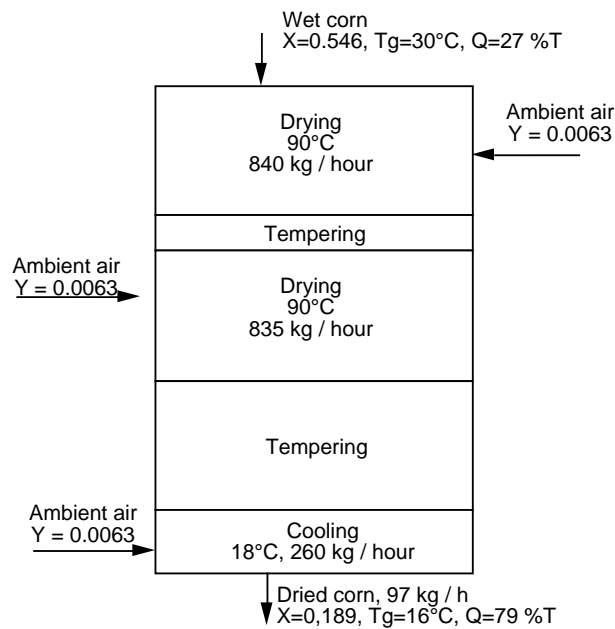 Wet corn
X=0.546, Tg=30°C, Q=27 %T
Drying
90°C
840 kg / hour
Ambient air
Y = 0.0063
Tempering
Ambient air
Y = 0.0063
Drying
90°C
835 kg / hour
Tempering
Ambient air
Y = 0.0063
Cooling
18°C, 260 kg / hour
Dried corn, 97 kg / h
X=0,189, Tg=16°C, Q=79 %T